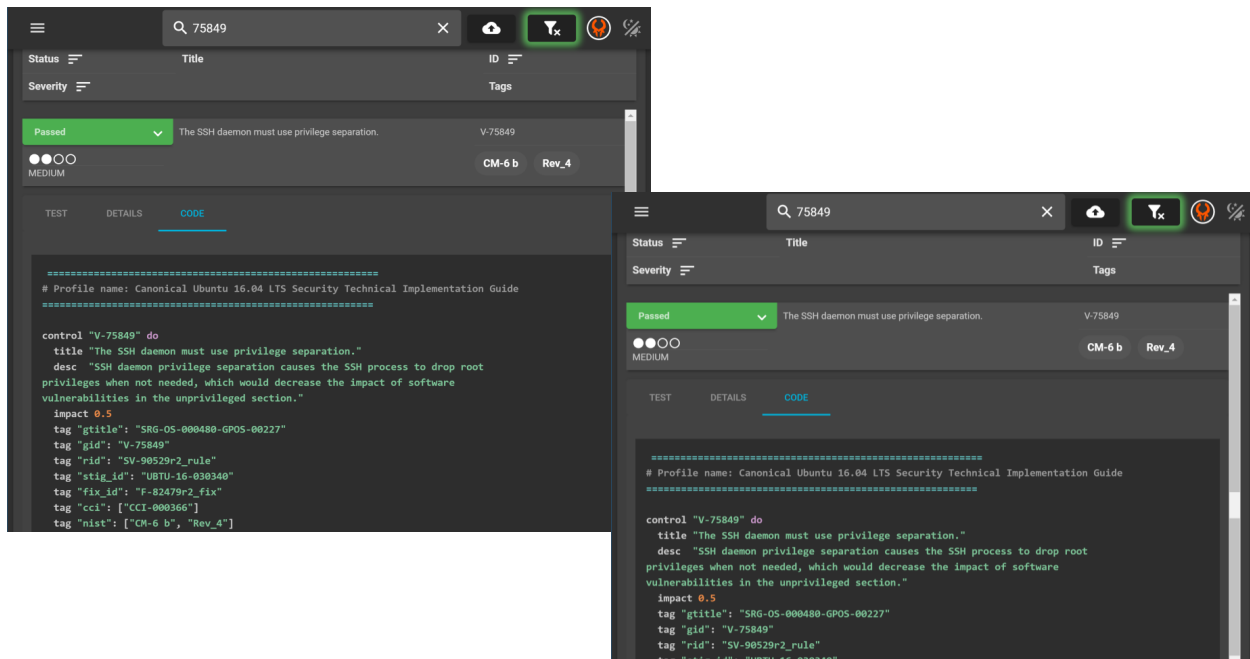 75849
Status Title ID
Severity Tags
Passed The SSH daemon must use privilege separation. V-75849
MEDIUM CM-6 b Rev_4
TEST DETAILS CODE
=========================================================
# Profile name: Canonical Ubuntu 16.04 LTS Security Technical Implementation Guide
=========================================================
control "V-75849" do
title "The SSH daemon must use privilege separation."
desc "SSH daemon privilege separation causes the SSH process to drop root
privileges when not needed, which would decrease the impact of software
vulnerabilities in the unprivileged section."
impact 0.5
tag "gtitle": "SRG-OS-000480-GPOS-00227"
tag "gid": "V-75849"
tag "rid": "SV-90529r2_rule"
tag "stig_id": "UBTU-16-030340"
tag "fix_id": "F-82479r2_fix"
tag "cci": ["CCI-000366"]
tag "nist": ["CM-6 b", "Rev_4"]
75849
Status Title ID
Severity Tags
Passed The SSH daemon must use privilege separation. V-75849
MEDIUM CM-6 b Rev_4
TEST DETAILS CODE
=========================================================
# Profile name: Canonical Ubuntu 16.04 LTS Security Technical Implementation Guide
=========================================================
control "V-75849" do
title "The SSH daemon must use privilege separation."
desc "SSH daemon privilege separation causes the SSH process to drop root
privileges when not needed, which would decrease the impact of software
vulnerabilities in the unprivileged section."
impact 0.5
tag "gtitle": "SRG-OS-000480-GPOS-00227"
tag "gid": "V-75849"
tag "rid": "SV-90529r2_rule"